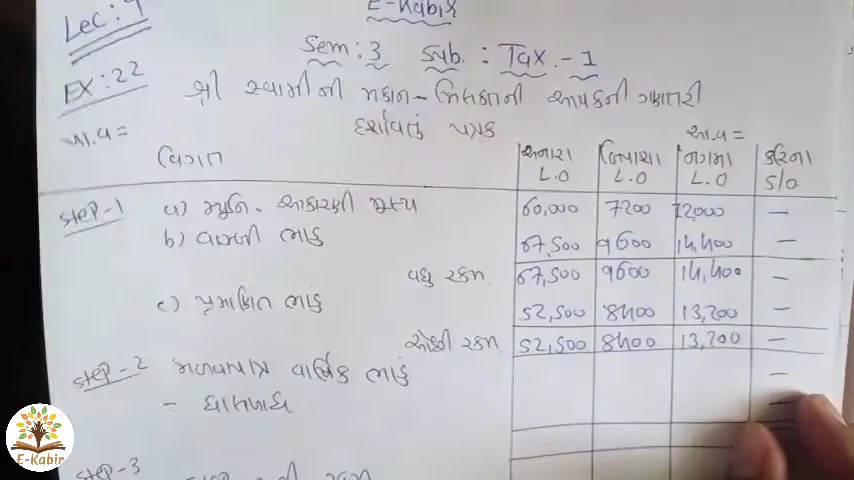 Lec: 9
E-Kabir
Sem: 3 Sub. : Tax. - 1
EX: 22
શ્રી સ્વામીની મકાન - મિલકતની આવકની ગણતરી
દર્શાવતું પત્રક
આ.વ =
વિગત અનારા L.O નિયાશા L.O નગમા L.O કરિના S/O
Step-1 a) મ્યુનિ. આકારણી મૂલ્ય 60,000 7200 12000 —
b) વાજબી ભાડું 67,500 9600 14,400 —
વધુ રકમ. 67,500 9600 14,400 —
c) પ્રમાણિત ભાડું 52,500 8400 13,200 —
ઓછી રકમ. 52,500 8400 13,200 —
Step-2 મળવાપાત્ર વાર્ષિક ભાડું —
- ઘાલખાધ —
Step-3
E-Kabir